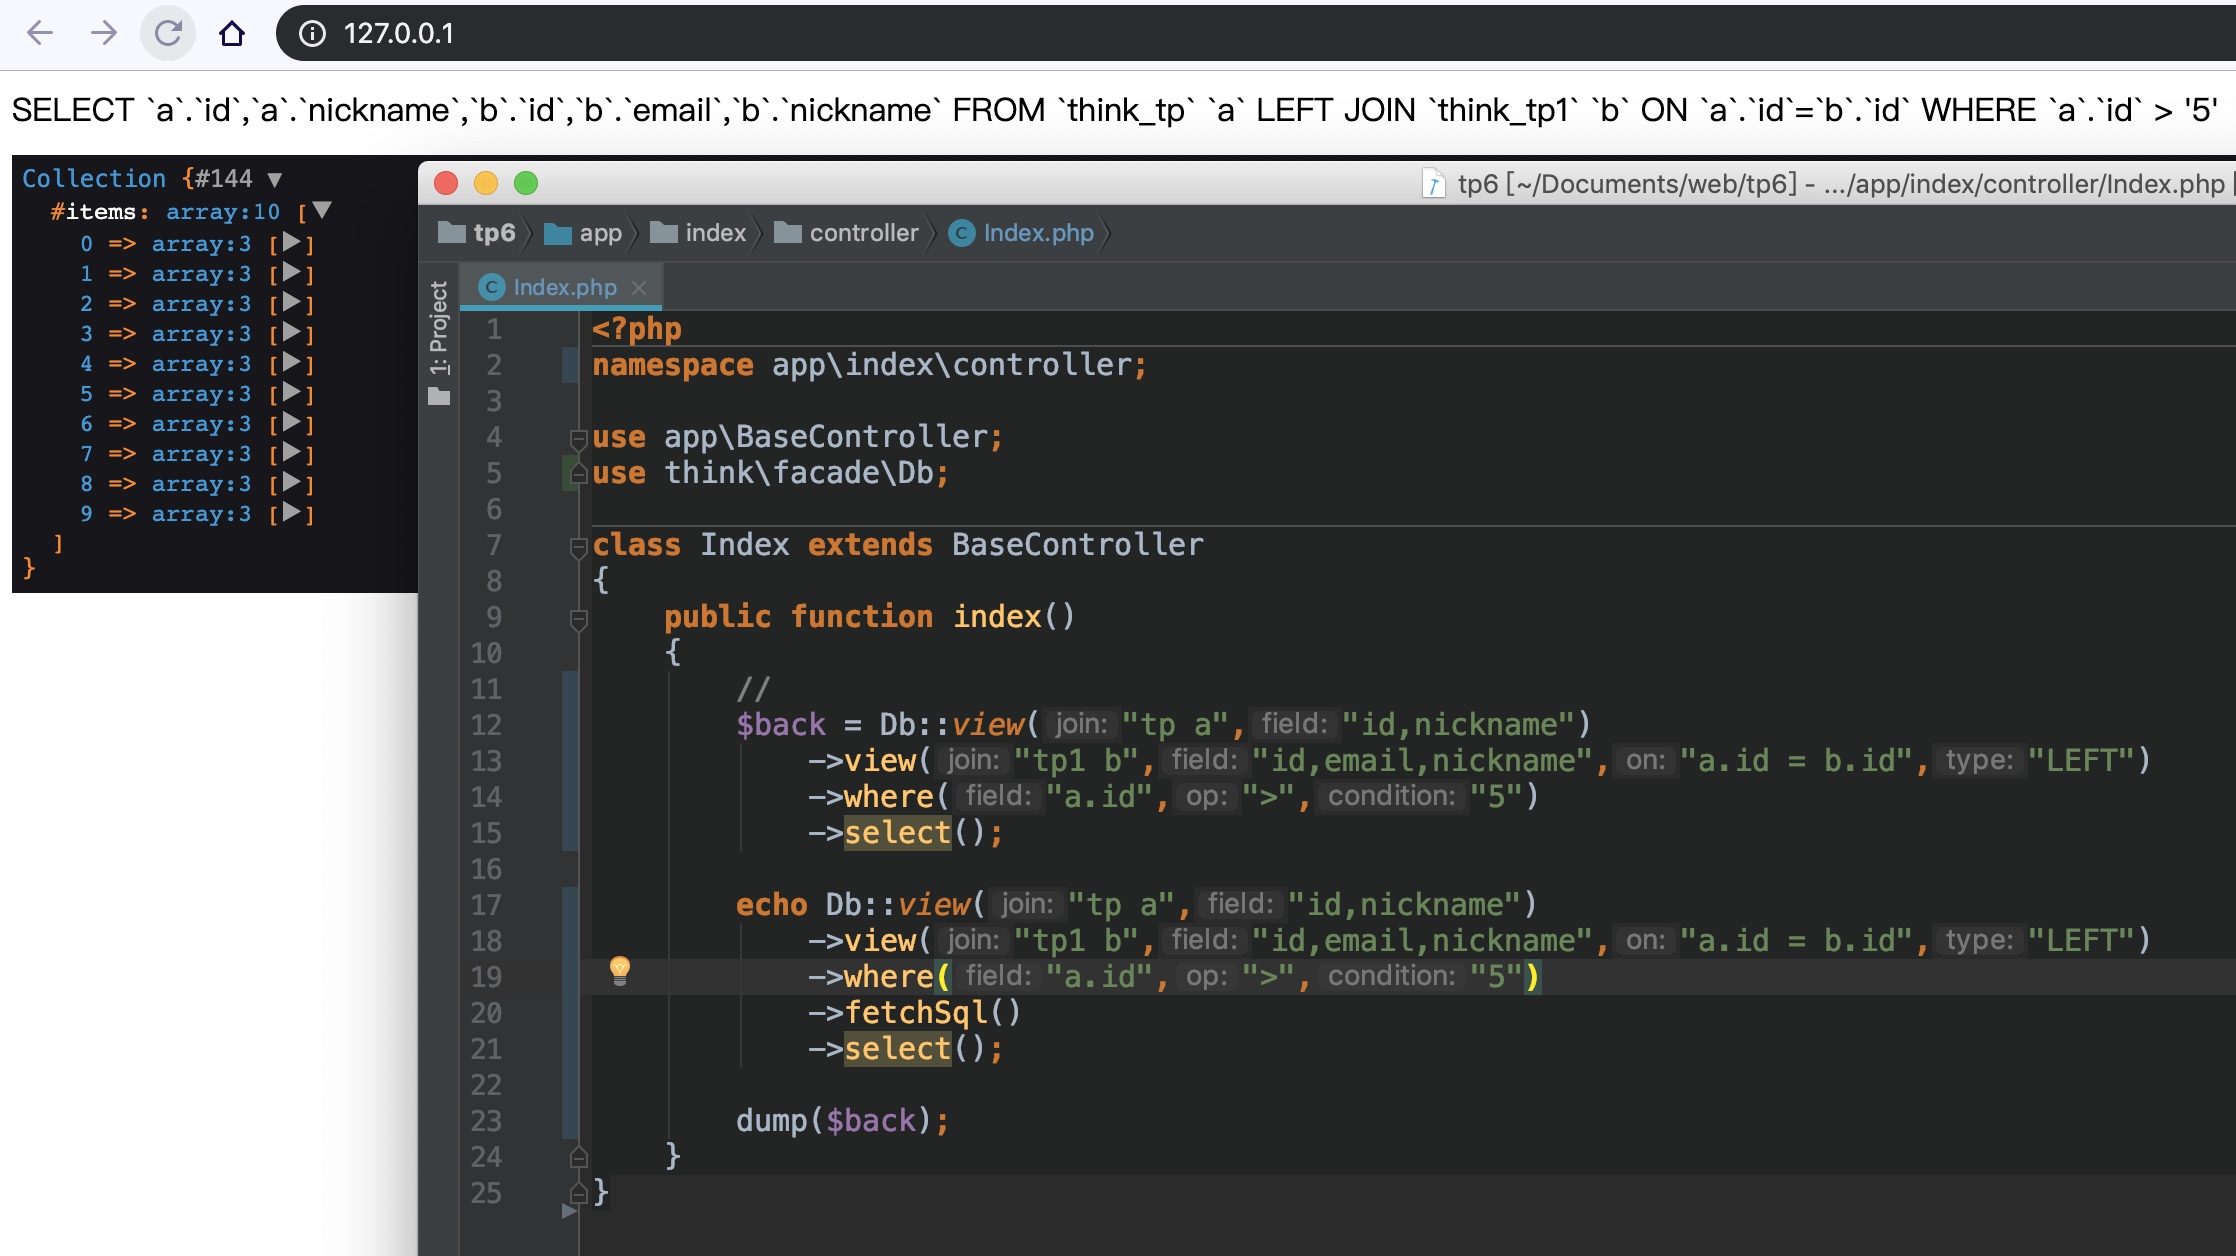 127.0.0.1
SELECT `a`.`id`,`a`.`nickname`,`b`.`id`,`b`.`email`,`b`.`nickname` FROM `think_tp` `a` LEFT JOIN `think_tp1` `b` ON `a`.`id`=`b`.`id` WHERE `a`.`id` > '5'
Collection {#144 ▼
#items: array:10 [▼
0 => array:3 [▶]
1 => array:3 [▶]
2 => array:3 [▶]
3 => array:3 [▶]
4 => array:3 [▶]
5 => array:3 [▶]
6 => array:3 [▶]
7 => array:3 [▶]
8 => array:3 [▶]
9 => array:3 [▶]
]
}
tp6 [~/Documents/web/tp6] - .../app/index/controller/Index.php
tp6 app index controller Index.php
1: Project
Index.php
1 <?php
2 namespace app\index\controller;
3
4 use app\BaseController;
5 use think\facade\Db;
6
7 class Index extends BaseController
8 {
9 public function index()
10 {
11 //
12 $back = Db::view( join: "tp a", field: "id,nickname")
13 ->view( join: "tp1 b", field: "id,email,nickname", on: "a.id = b.id", type: "LEFT")
14 ->where( field: "a.id", op: ">", condition: "5")
15 ->select();
16
17 echo Db::view( join: "tp a", field: "id,nickname")
18 ->view( join: "tp1 b", field: "id,email,nickname", on: "a.id = b.id", type: "LEFT")
19 ->where( field: "a.id", op: ">", condition: "5")
20 ->fetchSql()
21 ->select();
22
23 dump($back);
24 }
25 }